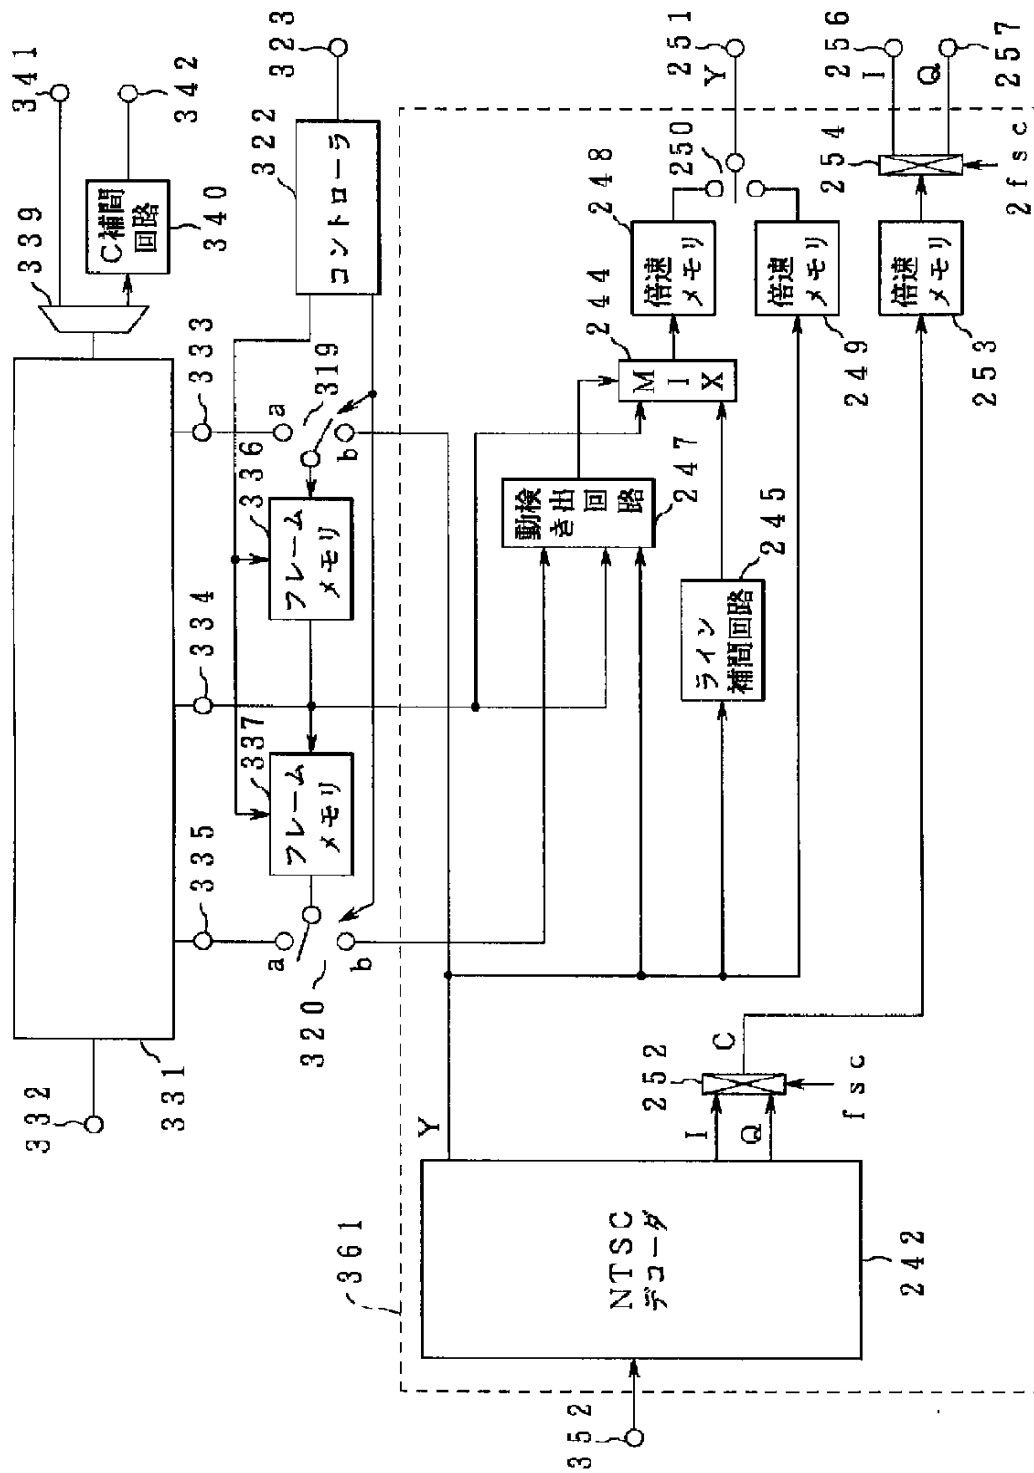 332
331
339
341
C補間
回路
342
340
335
334
333
322
コントローラ
323
a
320
b
337
フレーム
メモリ
336
フレーム
メモリ
a
319
b
361
352
NTSC
デコーダ
242
Y
I
Q
252
C
fsc
動検
き出
回
路
247
ライン
補間回路
245
244
MIX
248
倍速
メモリ
倍速
メモリ
249
250
Y
251
倍速
メモリ
253
254
2fsc
I
256
Q
257